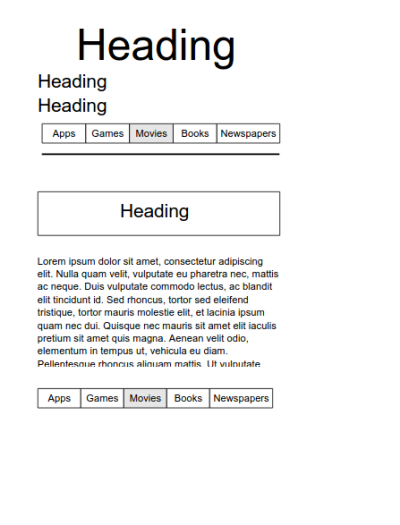 Heading
Heading
Heading
Apps Games Movies Books Newspapers
Heading
Lorem ipsum dolor sit amet, consectetur adipiscing
elit. Nulla quam velit, vulputate eu pharetra nec, mattis
ac neque. Duis vulputate commodo lectus, ac blandit
elit tincidunt id. Sed rhoncus, tortor sed eleifend
tristique, tortor mauris molestie elit, et lacinia ipsum
quam nec dui. Quisque nec mauris sit amet elit iaculis
pretium sit amet quis magna. Aenean velit odio,
elementum in tempus ut, vehicula eu diam.
Pellentesque rhoncus aliquam mattis. Ut vulputate
Apps Games Movies Books Newspapers